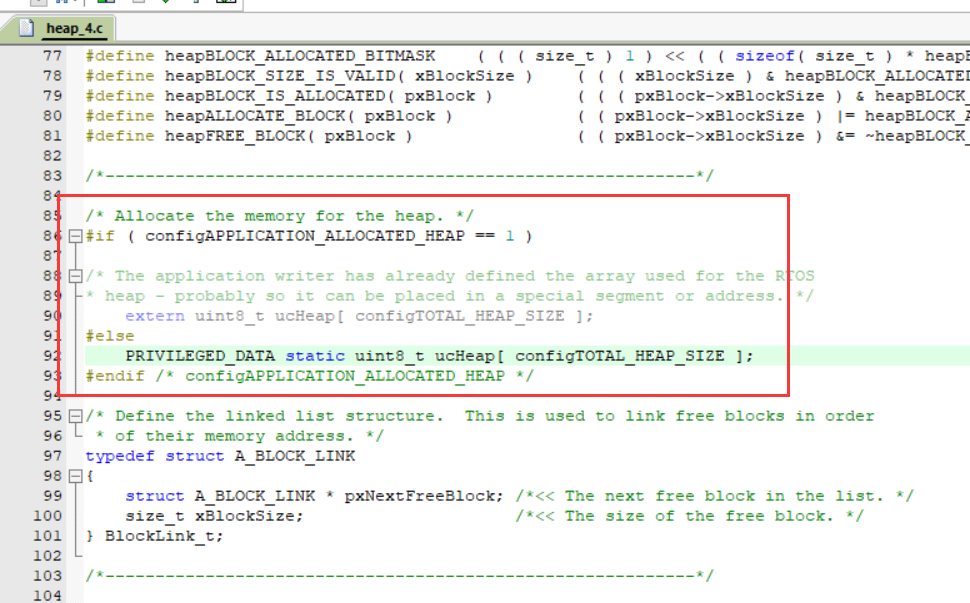 heap_4.c
77 #define heapBLOCK_ALLOCATED_BITMASK    ( ( ( size_t ) 1 ) << ( ( sizeof( size_t ) *
78 #define heapBLOCK_SIZE_IS_VALID( xBlockSize )    ( ( ( xBlockSize ) &
79 #define heapBLOCK_IS_ALLOCATED( pxBlock )        ( ( ( pxBlock->xBlockSize ) &
80 #define heapALLOCATE_BLOCK( pxBlock )            ( ( pxBlock->xBlockSize ) |=
81 #define heapFREE_BLOCK( pxBlock )                ( ( pxBlock->xBlockSize ) &=
82
83 /*-----------------------------------------------------------*/
84
85 /* Allocate the memory for the heap. */
86 #if ( configAPPLICATION_ALLOCATED_HEAP == 1 )
87
88 /* The application writer has already defined the array used for the RTOS
89 * heap - probably so it can be placed in a special segment or address. */
90     extern uint8_t ucHeap[ configTOTAL_HEAP_SIZE ];
91 #else
92     PRIVILEGED_DATA static uint8_t ucHeap[ configTOTAL_HEAP_SIZE ];
93 #endif /* configAPPLICATION_ALLOCATED_HEAP */
94
95 /* Define the linked list structure.  This is used to link free blocks in order
96  * of their memory address. */
97 typedef struct A_BLOCK_LINK
98 {
99     struct A_BLOCK_LINK * pxNextFreeBlock; /*<< The next free block in the list. */
100     size_t xBlockSize;                     /*<< The size of the free block. */
101 } BlockLink_t;
102
103 /*-----------------------------------------------------------*/
104